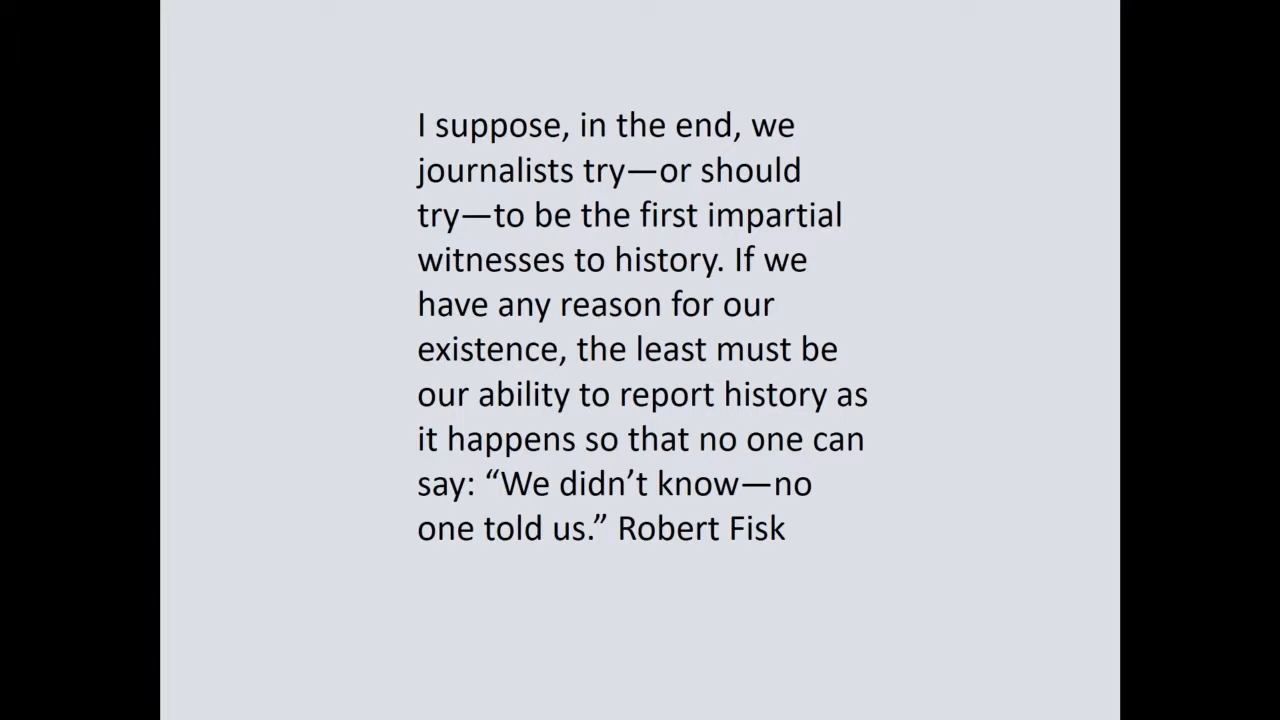 I suppose, in the end, we
journalists try—or should
try—to be the first impartial
witnesses to history. If we
have any reason for our
existence, the least must be
our ability to report history as
it happens so that no one can
say: “We didn’t know—no
one told us.” Robert Fisk